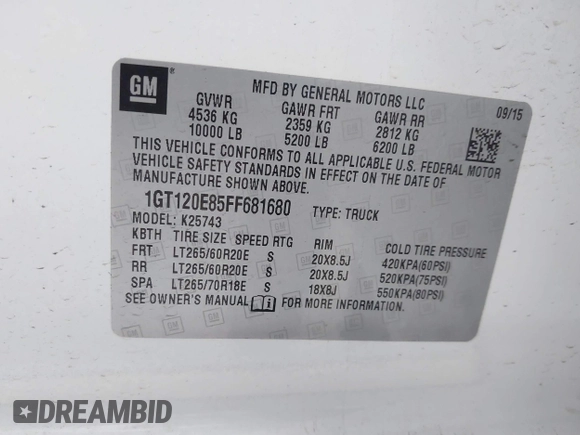 GM
®
MFD BY GENERAL MOTORS LLC
09/15
GVWR GAWR FRT GAWR RR
4536 KG 2359 KG 2812 KG
10000 LB 5200 LB 6200 LB
THIS VEHICLE CONFORMS TO ALL APPLICABLE U.S. FEDERAL MOTOR
VEHICLE SAFETY STANDARDS IN EFFECT ON THE DATE OF
MANUFACTURE SHOWN ABOVE.
1GT120E85FF681680 TYPE: TRUCK
MODEL: K25743
KBTH TIRE SIZE SPEED RTG RIM COLD TIRE PRESSURE
FRT LT265/60R20E S 20X8.5J 420KPA(60PSI)
RR LT265/60R20E S 20X8.5J 520KPA(75PSI)
SPA LT265/70R18E S 18X8J 550KPA(80PSI)
SEE OWNER'S MANUAL FOR MORE INFORMATION
DREAMBID